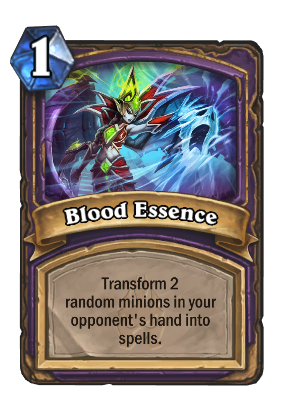 1
Blood Essence
Transform 2
random minions in your
opponent's hand into
spells.